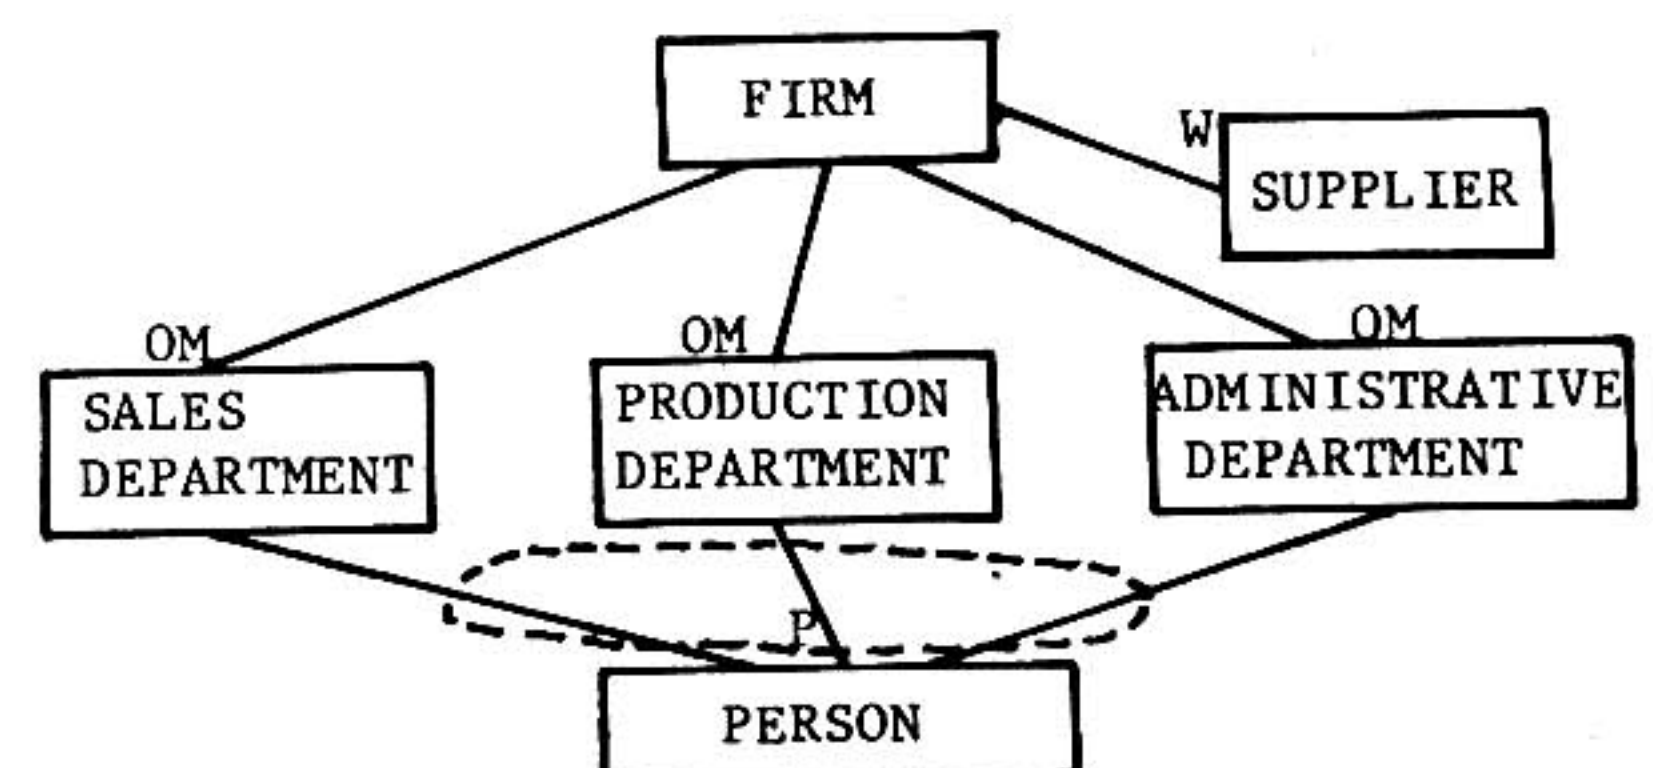 FIRM
W
SUPPLIER
OM
OM
OM
SALES
DEPARTMENT
PRODUCTION
DEPARTMENT
ADMINISTRATIVE
DEPARTMENT
P
PERSON